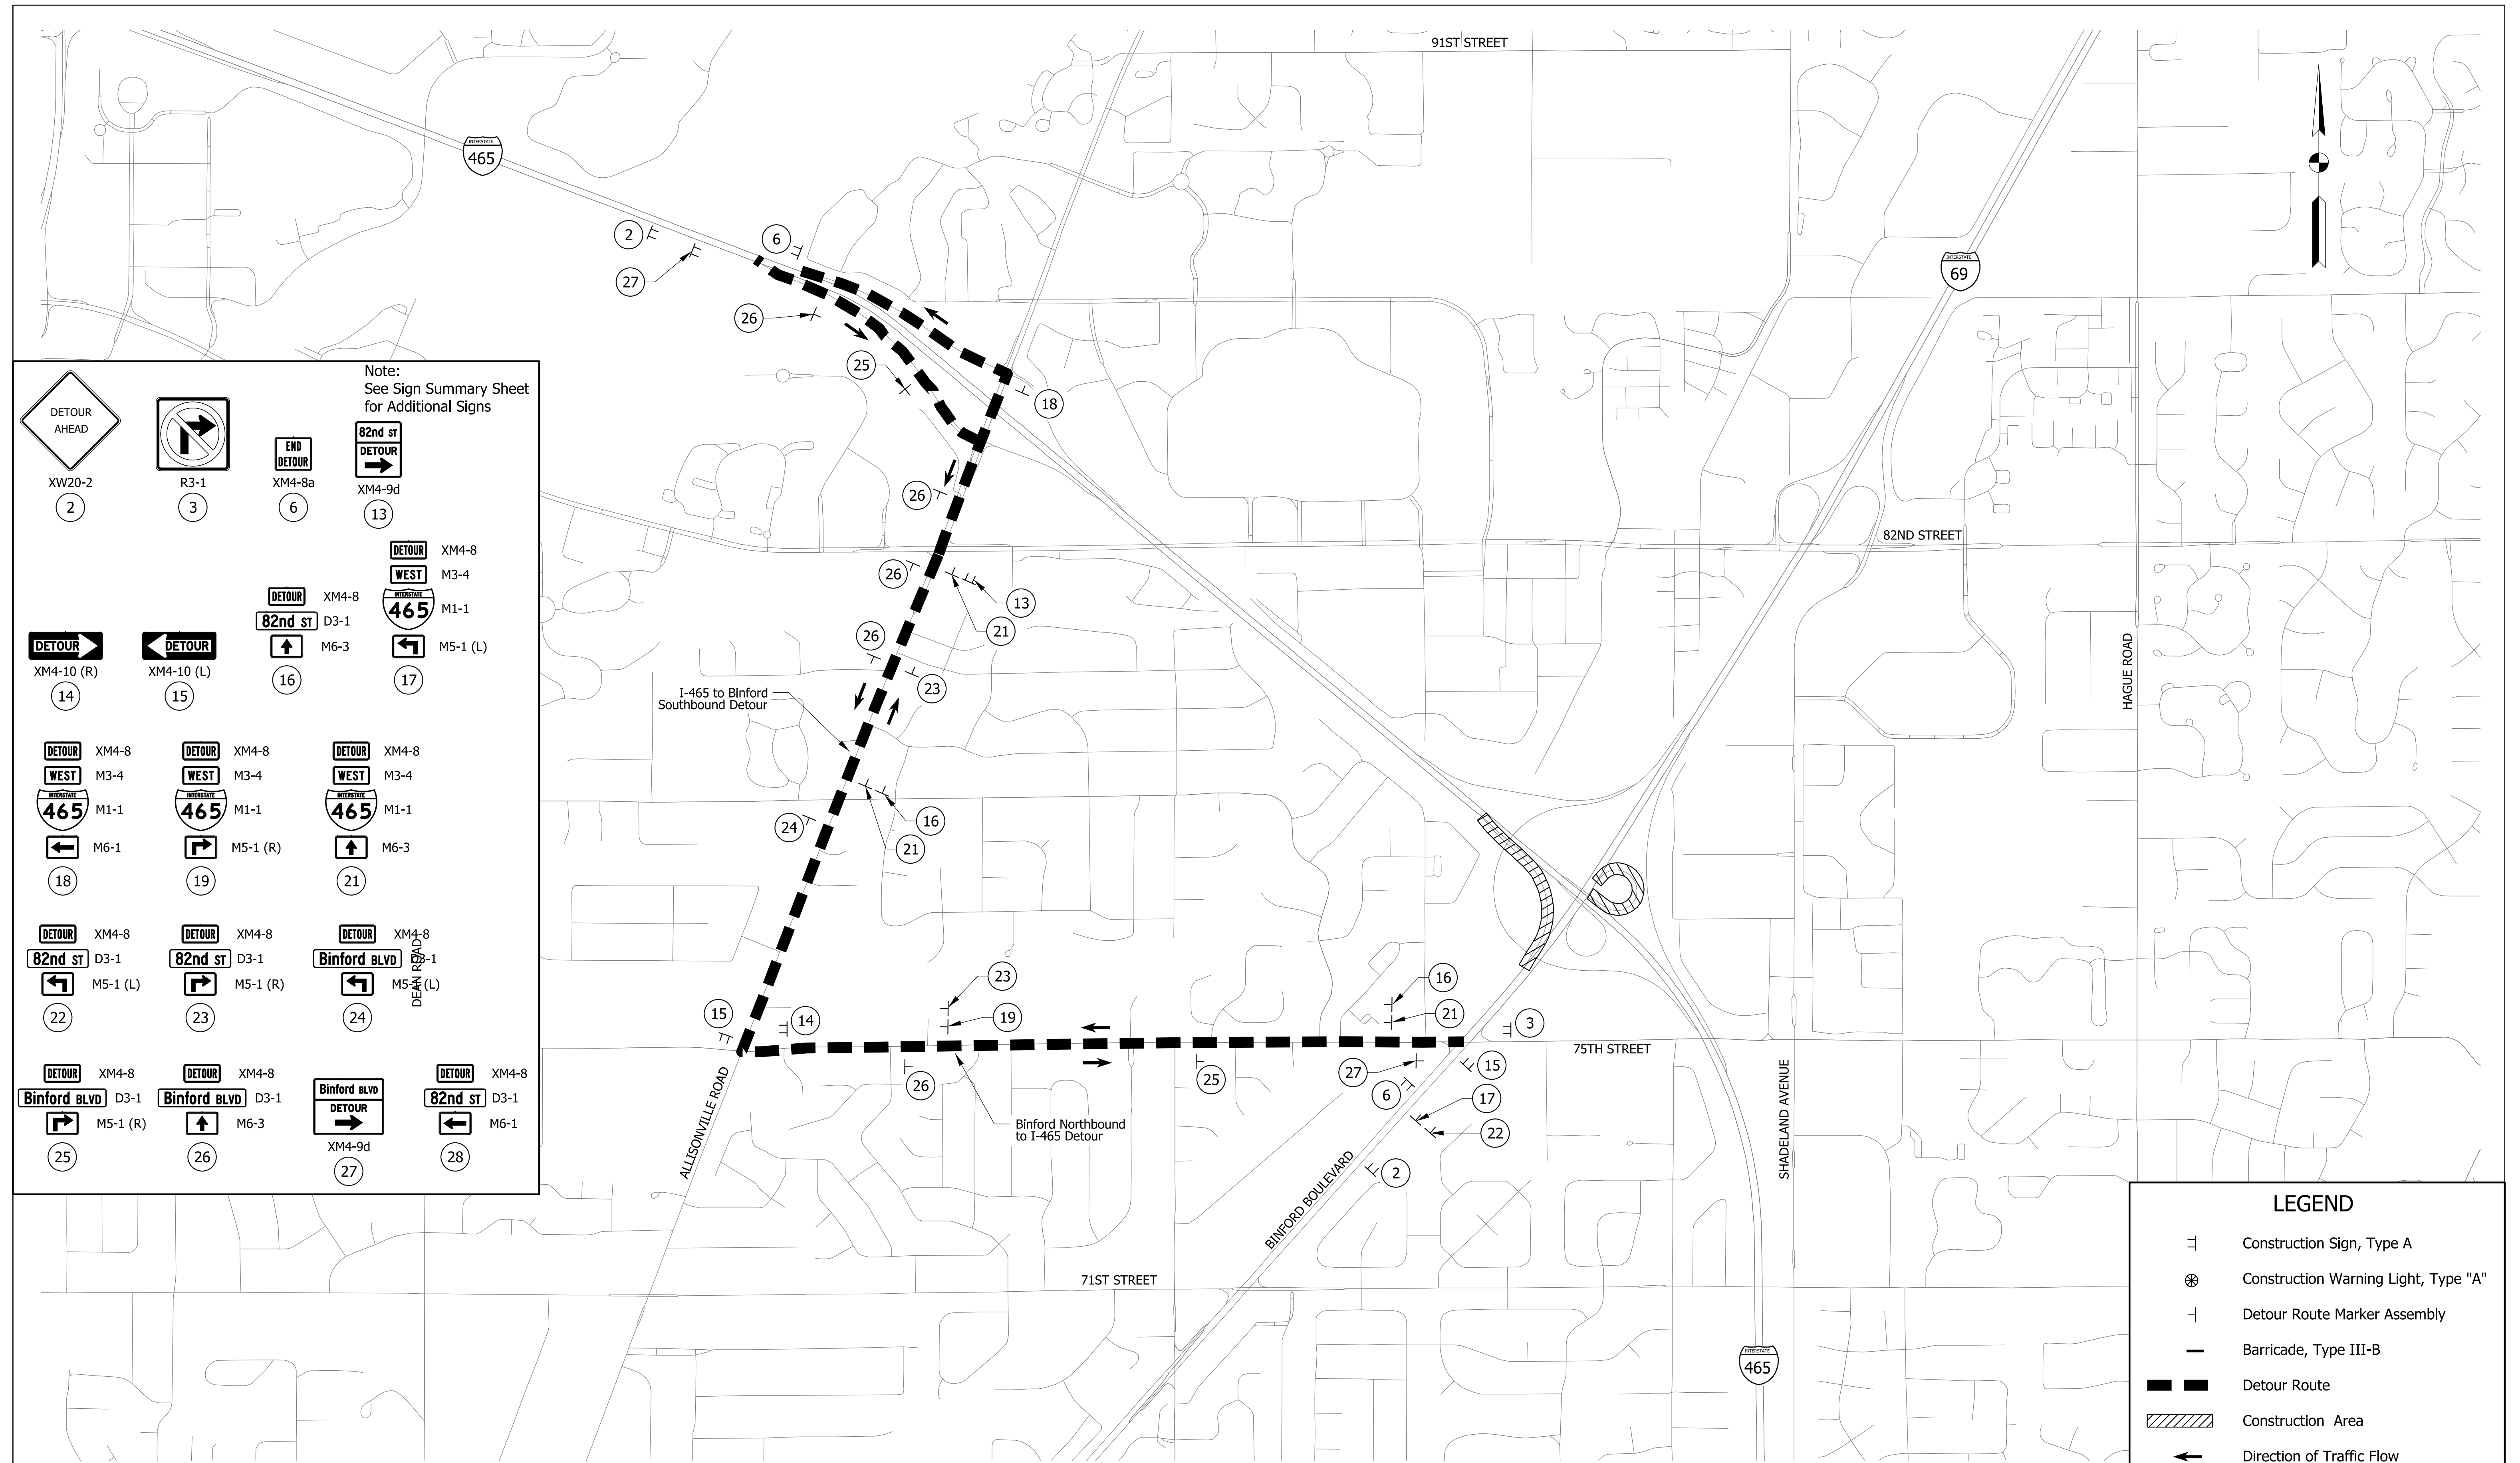 91ST STREET
INTERSTATE
465
2
6
27
26
INTERSTATE
69
25
18
Note:
See Sign Summary Sheet
for Additional Signs
DETOUR
AHEAD
XW20-2
2
R3-1
3
END
DETOUR
XM4-8a
6
82nd ST
DETOUR
XM4-9d
13
DETOUR XM4-8
WEST M3-4
INTERSTATE
465 M1-1
M5-1 (L)
17
DETOUR XM4-8
82nd ST D3-1
M6-3
16
DETOUR
XM4-10 (R)
14
DETOUR
XM4-10 (L)
15
DETOUR XM4-8
WEST M3-4
INTERSTATE
465 M1-1
M6-1
18
DETOUR XM4-8
WEST M3-4
INTERSTATE
465 M1-1
M5-1 (R)
19
DETOUR XM4-8
WEST M3-4
INTERSTATE
465 M1-1
M6-3
21
DETOUR XM4-8
82nd ST D3-1
M5-1 (L)
22
DETOUR XM4-8
82nd ST D3-1
M5-1 (R)
23
DETOUR XM4-8
Binford BLVD D3-1
M5-1 (L)
24
DEAN ROAD
DETOUR XM4-8
Binford BLVD D3-1
M5-1 (R)
25
DETOUR XM4-8
Binford BLVD D3-1
M6-3
26
Binford BLVD
DETOUR
XM4-9d
27
DETOUR XM4-8
82nd ST D3-1
M6-1
28
26
82ND STREET
26
13
21
26
23
HAGUE ROAD
I-465 to Binford
Southbound Detour
24
16
21
23
19
15
14
16
21
3
75TH STREET
15
27
25
26
6
17
22
2
Binford Northbound
to I-465 Detour
ALLISONVILLE ROAD
BINFORD BOULEVARD
SHADELAND AVENUE
71ST STREET
INTERSTATE
465
LEGEND
Construction Sign, Type A
Construction Warning Light, Type "A"
Detour Route Marker Assembly
Barricade, Type III-B
Detour Route
Construction Area
Direction of Traffic Flow